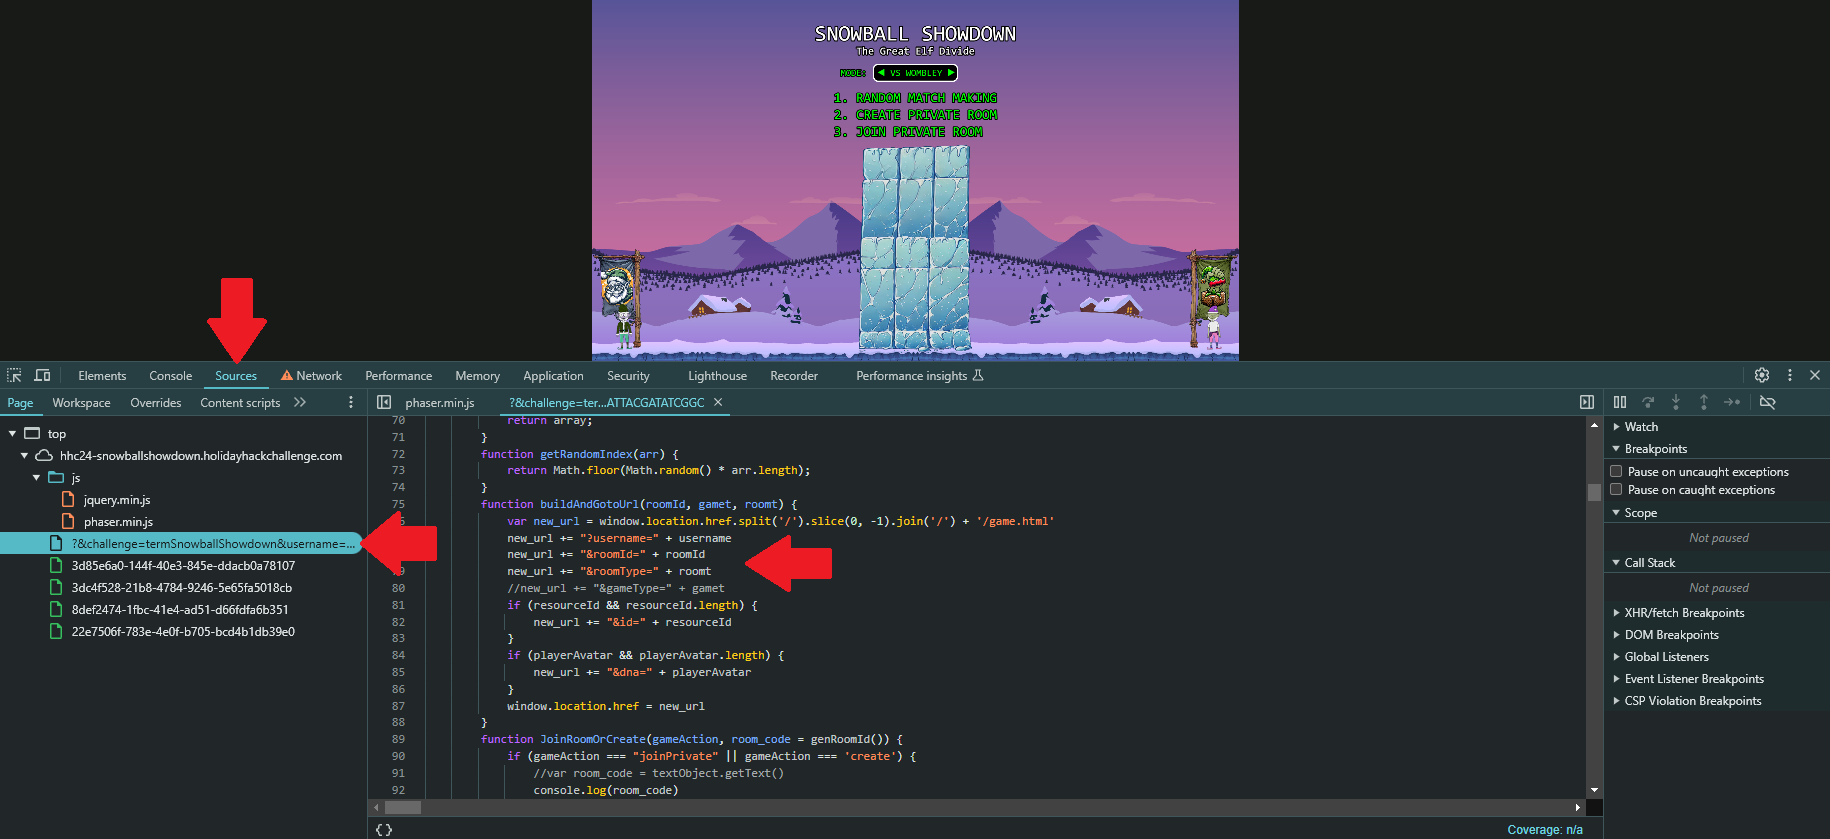 SNOWBALL SHOWDOWN
The Great Elf Divide
MODE: ◀ VS WOMBLEY ▶
1. RANDOM MATCH MAKING
2. CREATE PRIVATE ROOM
3. JOIN PRIVATE ROOM
Elements Console Sources Network Performance Memory Application Security Lighthouse Recorder Performance insights
Page Workspace Overrides Content scripts
phaser.min.js ?&challenge=ter...ATTACGATATCGGC
top
hhc24-snowballshowdown.holidayhackchallenge.com
js
jquery.min.js
phaser.min.js
?&challenge=termSnowballShowdown&username=...
3d85e6a0-144f-40e3-845e-ddacb0a78107
3dc4f528-21b8-4784-9246-5e65fa5018cb
8def2474-1fbc-41e4-ad51-d66fdfa6b351
22e7506f-783e-4e0f-b705-bcd4b1db39e0
70 return array;
71 }
72 function getRandomIndex(arr) {
73 return Math.floor(Math.random() * arr.length);
74 }
75 function buildAndGotoUrl(roomId, gamet, roomt) {
var new_url = window.location.href.split('/').slice(0, -1).join('/') + '/game.html'
new_url += "?username=" + username
new_url += "&roomId=" + roomId
new_url += "&roomType=" + roomt
80 //new_url += "&gameType=" + gamet
81 if (resourceId && resourceId.length) {
82 new_url += "&id=" + resourceId
83 }
84 if (playerAvatar && playerAvatar.length) {
85 new_url += "&dna=" + playerAvatar
86 }
87 window.location.href = new_url
88 }
89 function JoinRoomOrCreate(gameAction, room_code = genRoomId()) {
90 if (gameAction === "joinPrivate" || gameAction === 'create') {
91 //var room_code = textObject.getText()
92 console.log(room_code)
{}
Coverage: n/a
Watch
Breakpoints
Pause on uncaught exceptions
Pause on caught exceptions
Scope
Not paused
Call Stack
Not paused
XHR/fetch Breakpoints
DOM Breakpoints
Global Listeners
Event Listener Breakpoints
CSP Violation Breakpoints